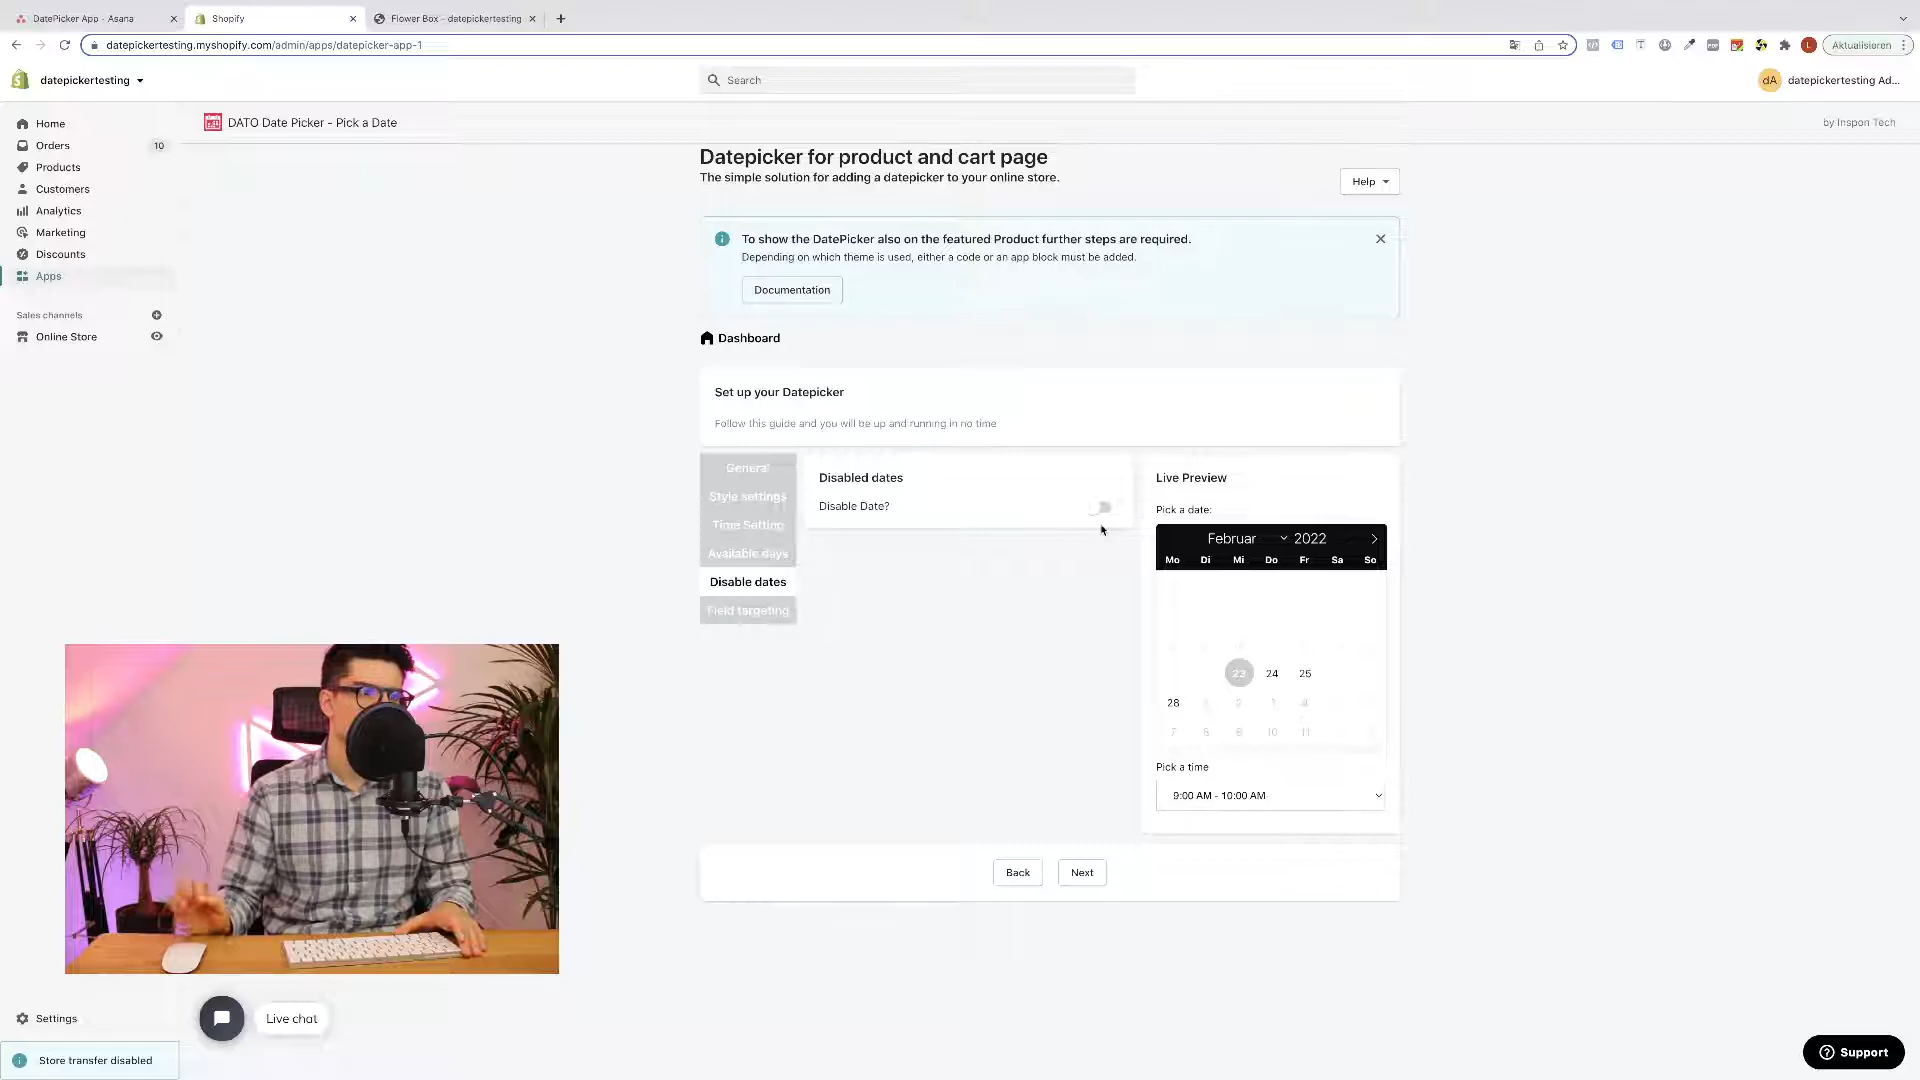 DatePicker App - Asana
Shopify
Flower Box – datepickertesting
datepickertesting.myshopify.com/admin/apps/datepicker-app-1
Aktualisieren
datepickertesting
Search
dA
datepickertesting Ad...
Home
Orders
10
Products
Customers
Analytics
Marketing
Discounts
Apps
Sales channels
Online Store
DATO Date Picker - Pick a Date
by Inspon Tech
Datepicker for product and cart page
The simple solution for adding a datepicker to your online store.
Help
To show the DatePicker also on the featured Product further steps are required.
Depending on which theme is used, either a code or an app block must be added.
Documentation
Dashboard
Set up your Datepicker
Follow this guide and you will be up and running in no time
General
Style settings
Time Setting
Available days
Disable dates
Field targeting
Disabled dates
Disable Date?
Live Preview
Pick a date:
Februar 2022
Mo Di Mi Do Fr Sa So
23 24 25
28 1 2 3 4
7 8 9 10 11
Pick a time
9:00 AM - 10:00 AM
Back
Next
Settings
Live chat
Store transfer disabled
Support